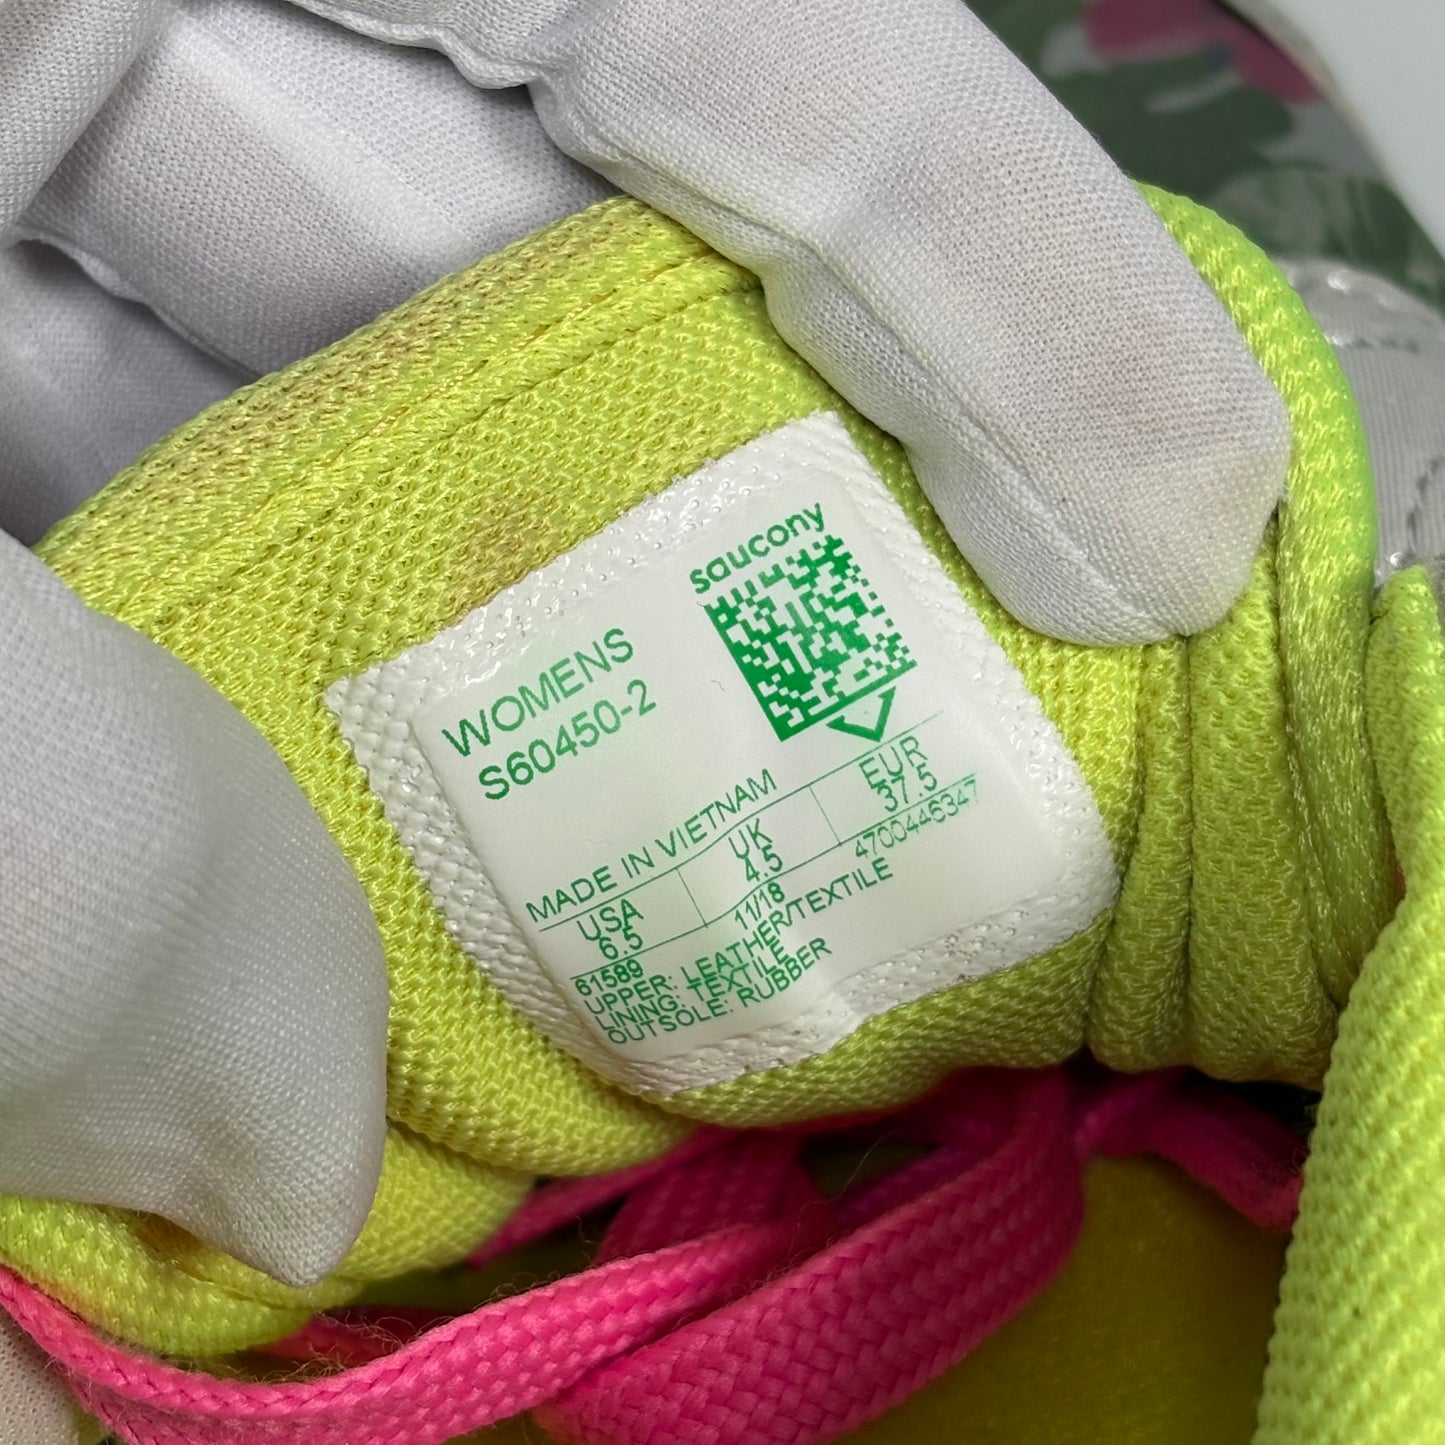 saucony
WOMENS
S60450-2
MADE IN VIETNAM
USA UK EUR
6.5 4.5 37.5
61589 11/18 4700446347
UPPER: LEATHER/TEXTILE
LINING: TEXTILE
OUTSOLE: RUBBER